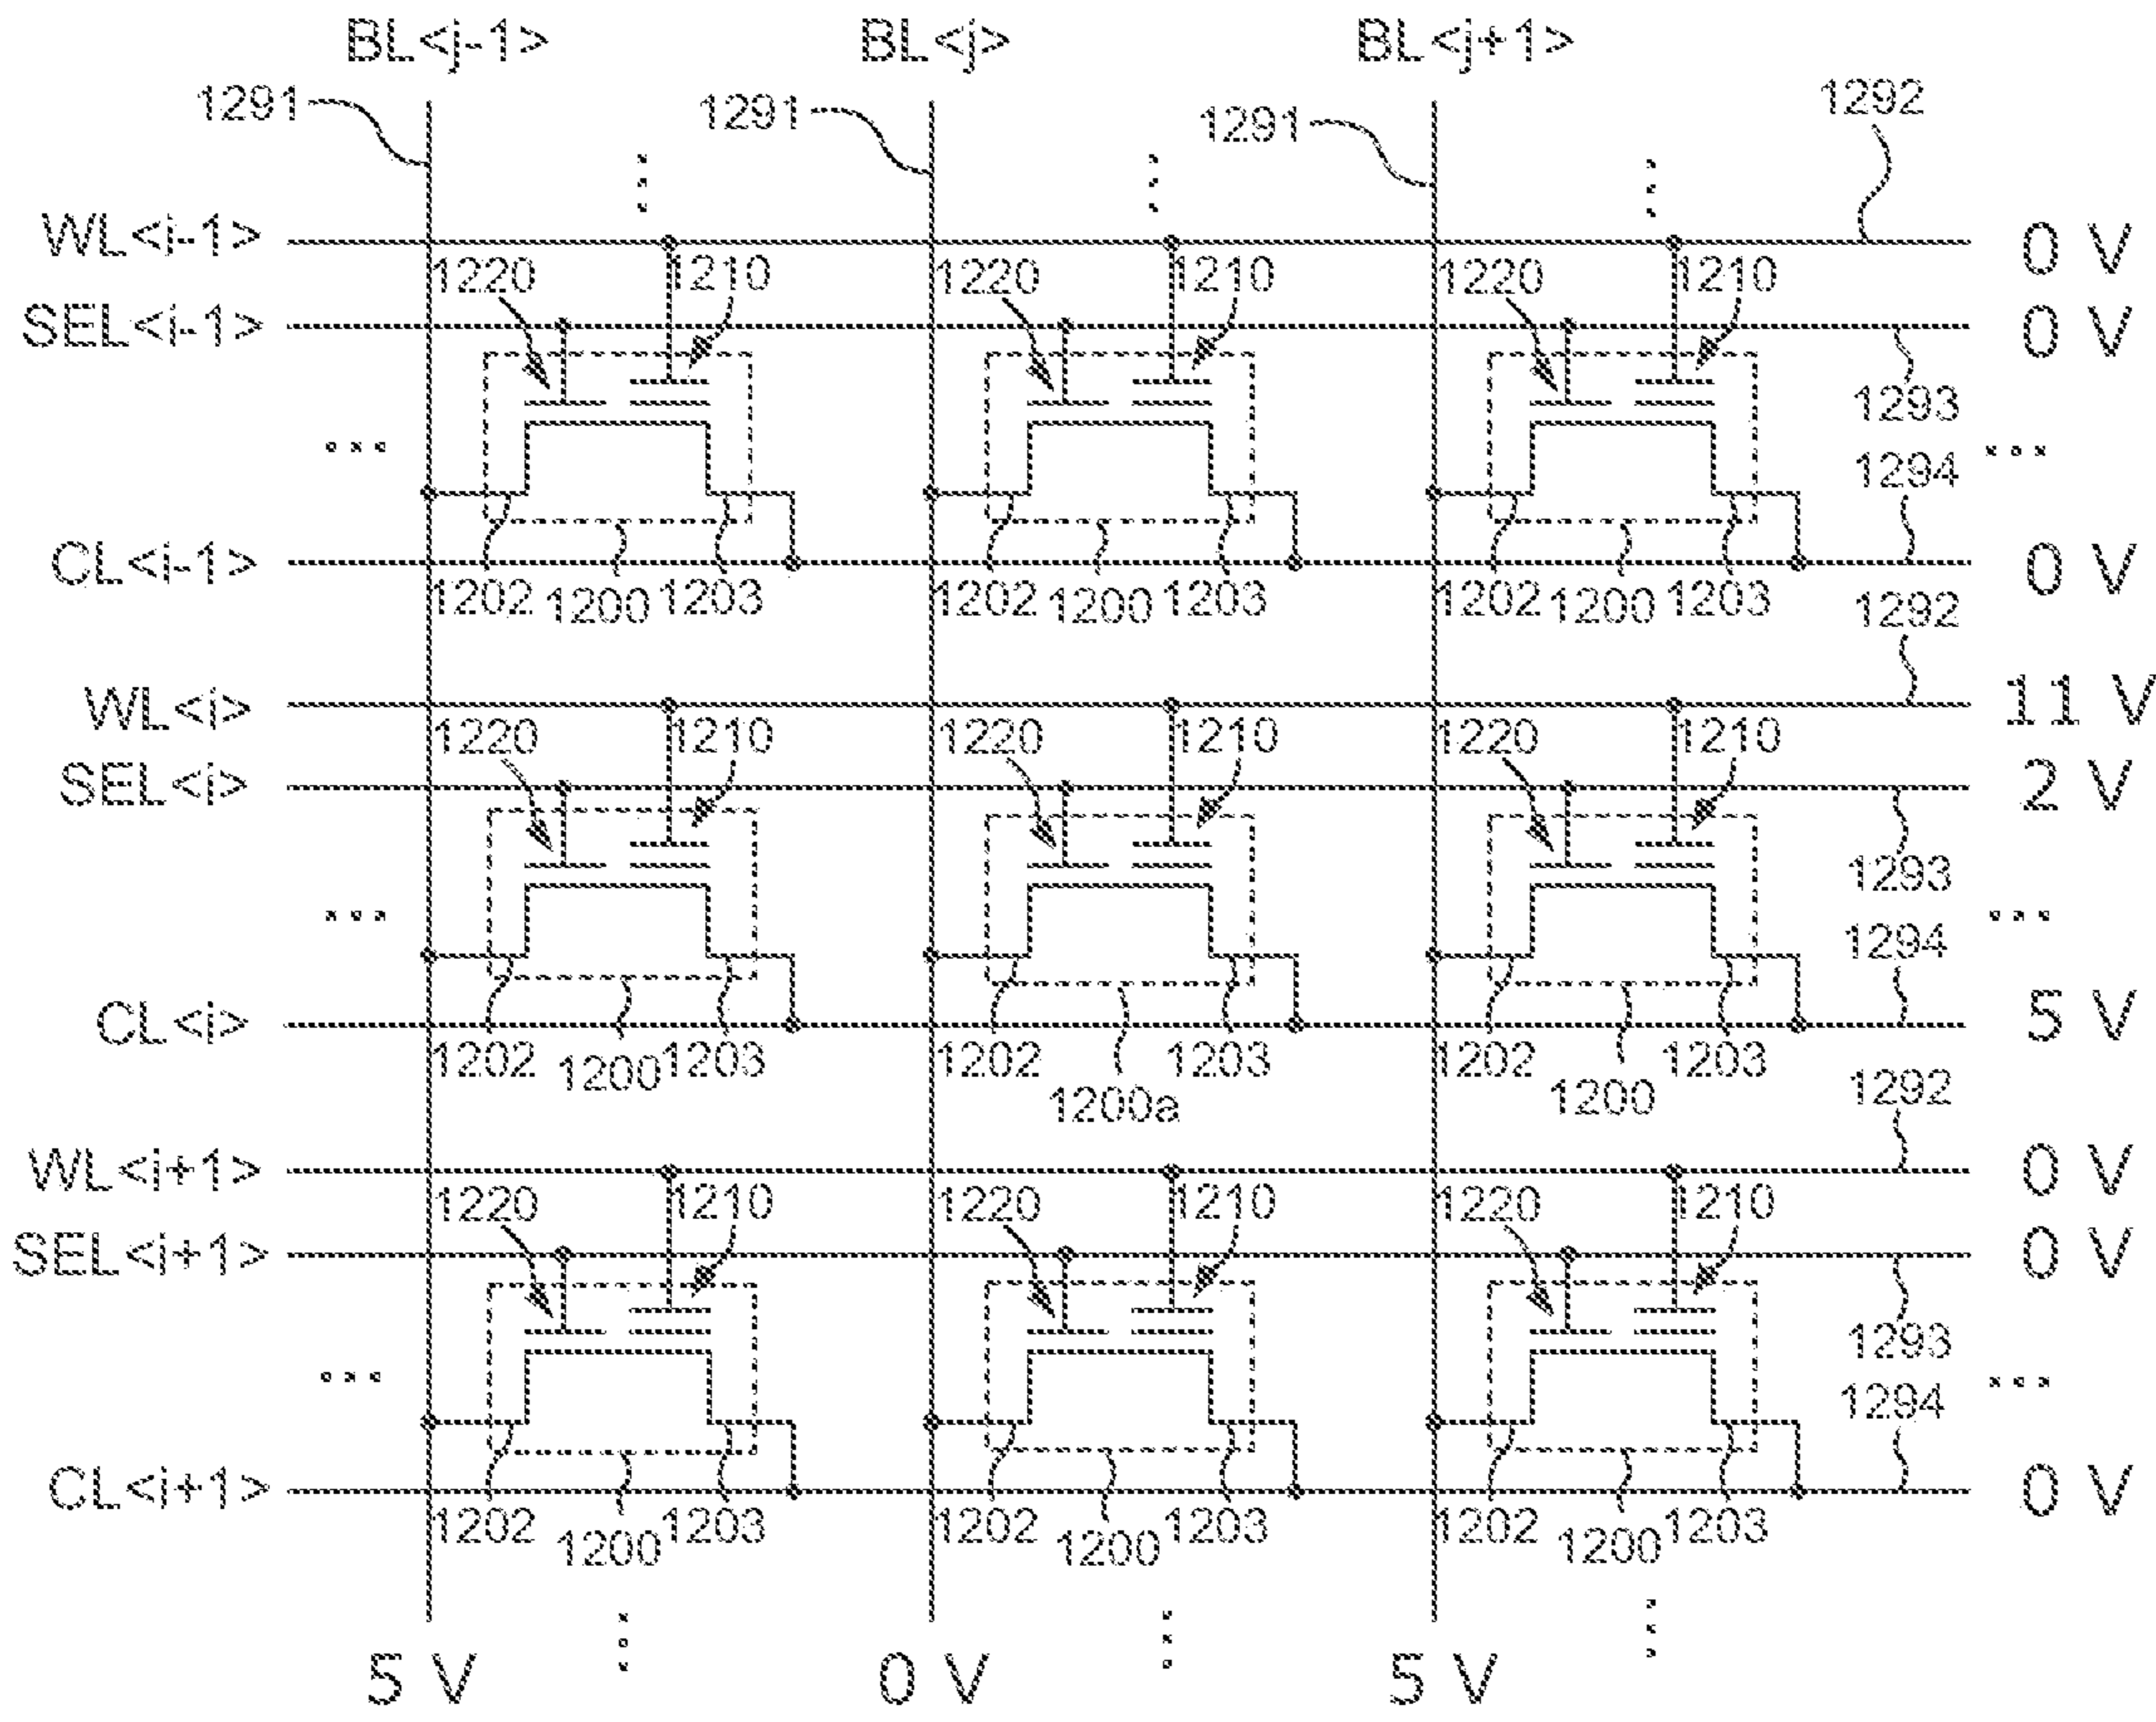 BL<j-1> BL<j> BL<j+1>
1291 1291 1291 1292
WL<i-1> 0 V
1220 1210 1220 1210 1220 1210
SEL<i-1> 0 V
1293
1294
CL<i-1> 0 V
1202 1200 1203 1202 1200 1203 1202 1200 1203
1292
WL<i> 11 V
1220 1210 1220 1210 1220 1210
SEL<i> 2 V
1293
1294
CL<i> 5 V
1202 1200 1203 1202 1200a 1203 1202 1200 1203
1292
WL<i+1> 0 V
1220 1210 1220 1210 1220 1210
SEL<i+1> 0 V
1293
1294
CL<i+1> 0 V
1202 1200 1203 1202 1200 1203 1202 1200 1203
5 V 0 V 5 V